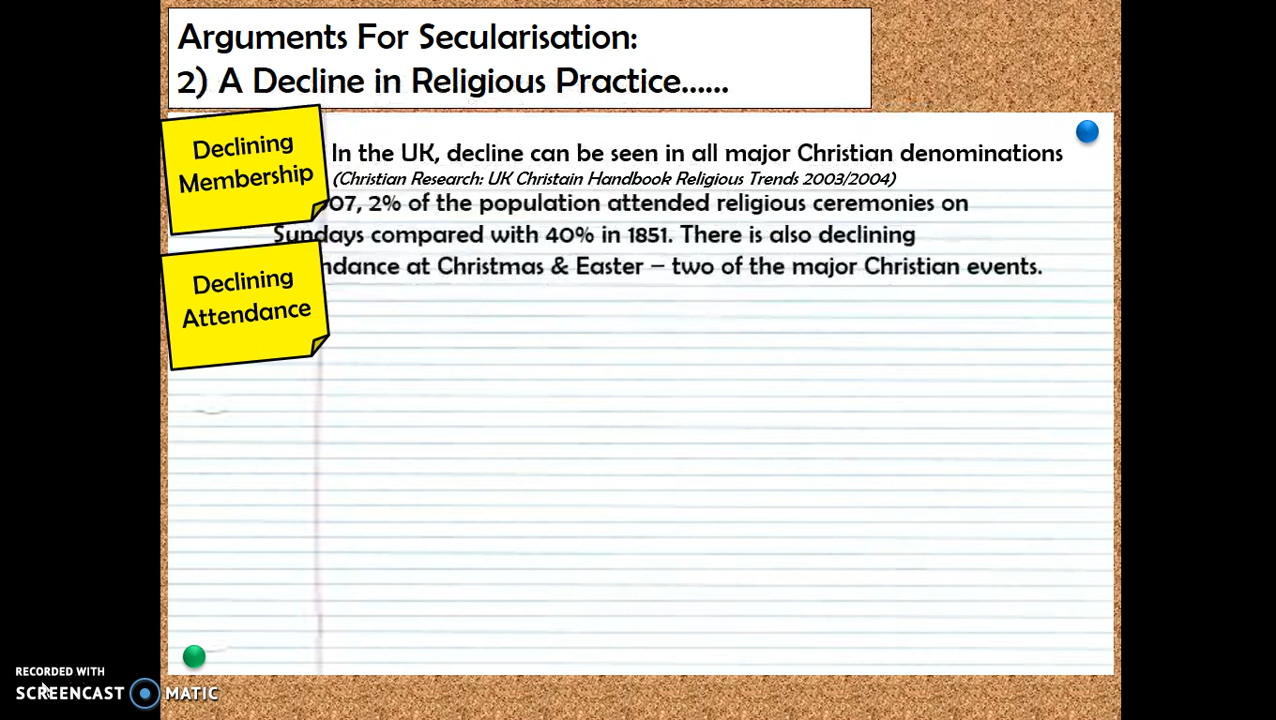 Arguments For Secularisation:
2) A Decline in Religious Practice......
Declining
Membership
In the UK, decline can be seen in all major Christian denominations
(Christian Research: UK Christain Handbook Religious Trends 2003/2004)
07, 2% of the population attended religious ceremonies on
Sundays compared with 40% in 1851. There is also declining
ndance at Christmas & Easter – two of the major Christian events.
Declining
Attendance
RECORDED WITH
SCREENCAST MATIC